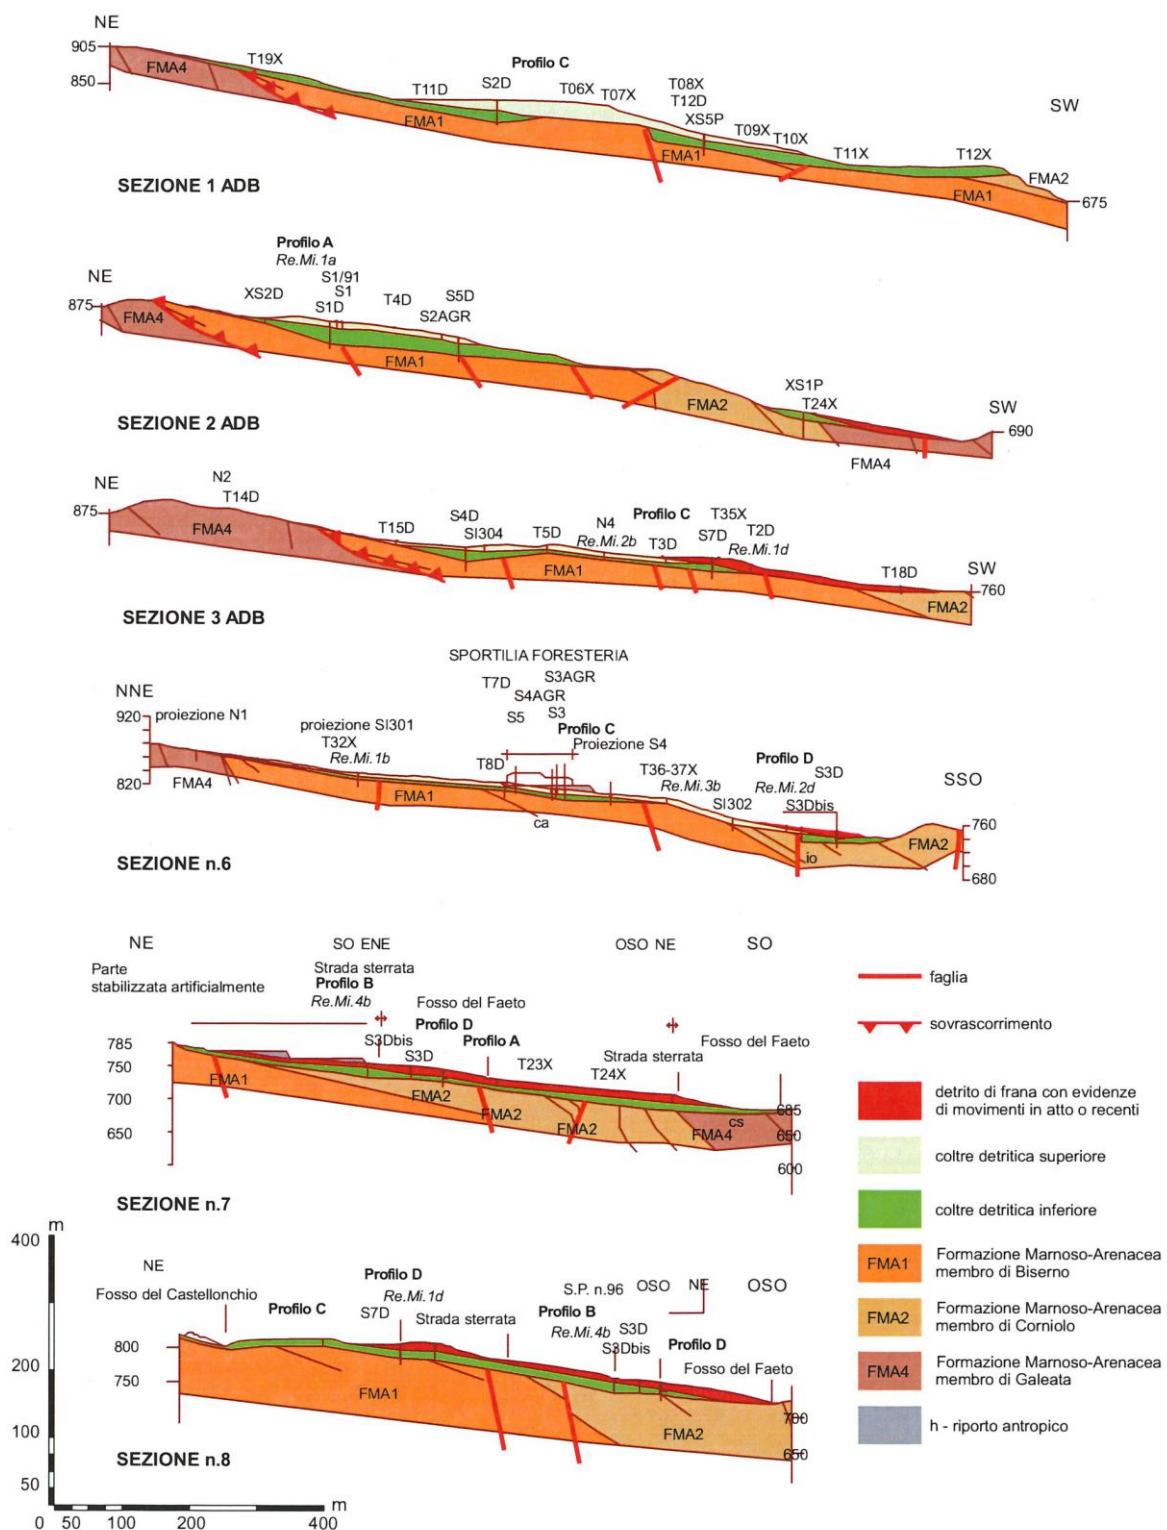 NE
905
850
FMA4
T19X
Profilo C
T11D
S2D
T06X
T07X
T08X
T12D
XS5P
T09X
T10X
T11X
T12X
SW
FMA1
FMA1
FMA1
FMA2
675
SEZIONE 1 ADB
Profilo A
Re.Mi.1a
NE
875
FMA4
XS2D
S1/91
S1
S1D
T4D
S5D
S2AGR
FMA1
FMA2
XS1P
T24X
SW
690
FMA4
SEZIONE 2 ADB
NE
875
N2
T14D
FMA4
T15D
S4D
SI304
T5D
N4
Re.Mi.2b
Profilo C
T3D
T35X
S7D
T2D
Re.Mi.1d
T18D
SW
760
FMA1
FMA2
SEZIONE 3 ADB
SPORTILIA FORESTERIA
NNE
920
820
proiezione N1
FMA4
proiezione SI301
T32X
Re.Mi.1b
T7D
S3AGR
S4AGR
S5
S3
Profilo C
Proiezione S4
T8D
FMA1
ca
T36-37X
Re.Mi.3b
SI302
Profilo D
S3D
Re.Mi.2d
S3Dbis
io
SSO
760
FMA2
680
SEZIONE n.6
NE
SO ENE
OSO NE
SO
Parte
stabilizzata artificialmente
Strada sterrata
Profilo B
Re.Mi.4b
Fosso del Faeto
Profilo D
Profilo A
785
750
700
650
S3Dbis
S3D
T23X
T24X
Strada sterrata
Fosso del Faeto
FMA1
FMA2
FMA2
FMA2
FMA4
cs
685
650
600
SEZIONE n.7
faglia
sovrascorrimento
detrito di frana con evidenze
di movimenti in atto o recenti
coltre detritica superiore
coltre detritica inferiore
FMA1
Formazione Marnoso-Arenacea
membro di Biserno
FMA2
Formazione Marnoso-Arenacea
membro di Corniolo
FMA4
Formazione Marnoso-Arenacea
membro di Galeata
h - riporto antropico
NE
Fosso del Castellonchio
Profilo C
Profilo D
Re.Mi.1d
S7D
Strada sterrata
S.P. n.96
OSO
NE
OSO
Profilo B
Re.Mi.4b
S3D
S3Dbis
Profilo D
Fosso del Faeto
800
750
FMA1
FMA2
700
650
SEZIONE n.8
m
400
200
100
50
0
0 50 100 200 400
m